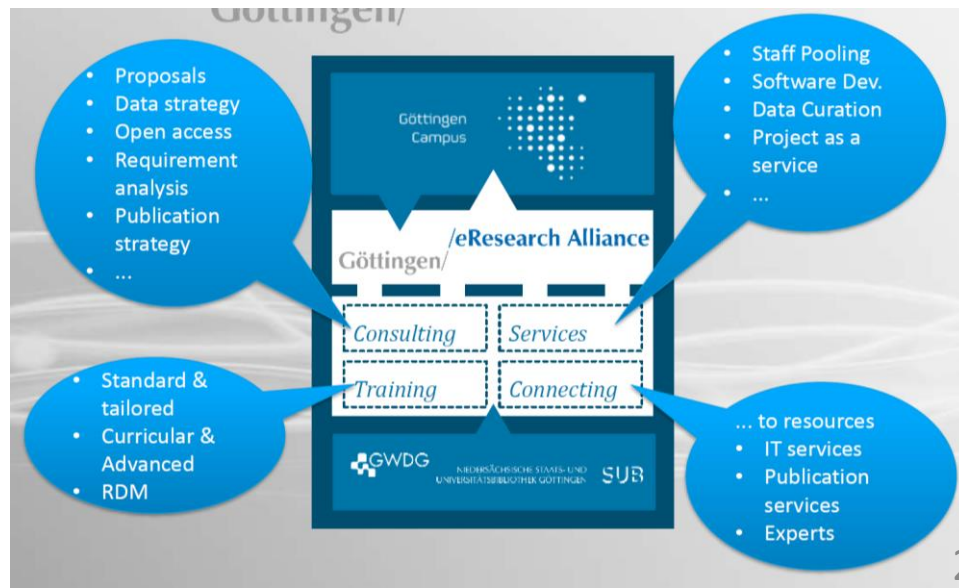 Göttingen/
• Proposals
• Data strategy
• Open access
• Requirement
analysis
• Publication
strategy
• ...
• Staff Pooling
• Software Dev.
• Data Curation
• Project as a
service
• ...
Göttingen
Campus
/eResearch Alliance
Göttingen/
Consulting
Services
Training
Connecting
• Standard &
tailored
• Curricular &
Advanced
• RDM
... to resources
• IT services
• Publication
services
• Experts
GWDG
NIEDERSÄCHSISCHE STAATS- UND
UNIVERSITÄTSBIBLIOTHEK GÖTTINGEN
SUB
2